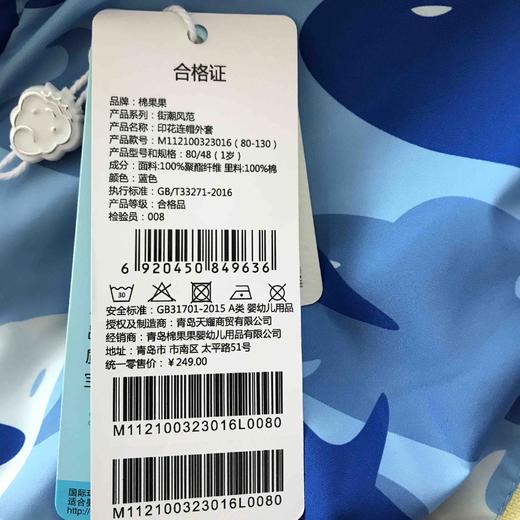 合格证
品牌：棉果果
产品系列：街潮风范
产品名称：印花连帽外套
产品款号：M112100323016（80-130）
产品型号和规格：80/48（1岁）
成分：面料:100%聚酯纤维 里料:100%棉
颜色：蓝色
执行标准：GB/T33271-2016
产品等级：合格品
检验员：008
6 920450 849636
30
安全标准：GB31701-2015 A类 婴幼儿用品
授权及制造商：青岛天耀商贸有限公司
经销商：青岛棉果果婴幼儿用品有限公司
地址：青岛市 市南区 太平路51号
统一零售价：￥249.00
M112100323016L0080
M112100323016L0080
国际环
适合婴